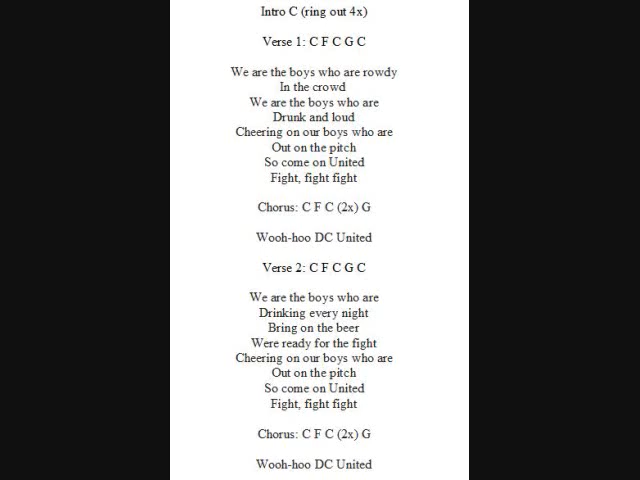 Intro C (ring out 4x)
Verse 1: C F C G C
We are the boys who are rowdy
In the crowd
We are the boys who are
Drunk and loud
Cheering on our boys who are
Out on the pitch
So come on United
Fight, fight fight
Chorus: C F C (2x) G
Wooh-hoo DC United
Verse 2: C F C G C
We are the boys who are
Drinking every night
Bring on the beer
Were ready for the fight
Cheering on our boys who are
Out on the pitch
So come on United
Fight, fight fight
Chorus: C F C (2x) G
Wooh-hoo DC United